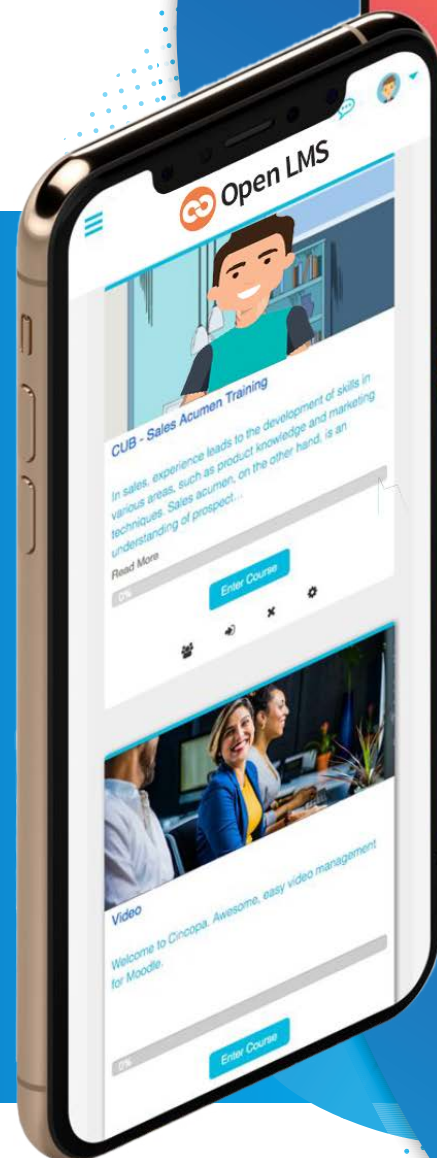 Open LMS
CUB - Sales Acumen Training
In sales, experience leads to the development of skills in
various areas, such as product knowledge and marketing
techniques. Sales acumen, on the other hand, is an
understanding of prospect...
Read More
0%
Enter Course
Video
Welcome to Cincopa. Awesome, easy video management
for Moodle.
0%
Enter Course